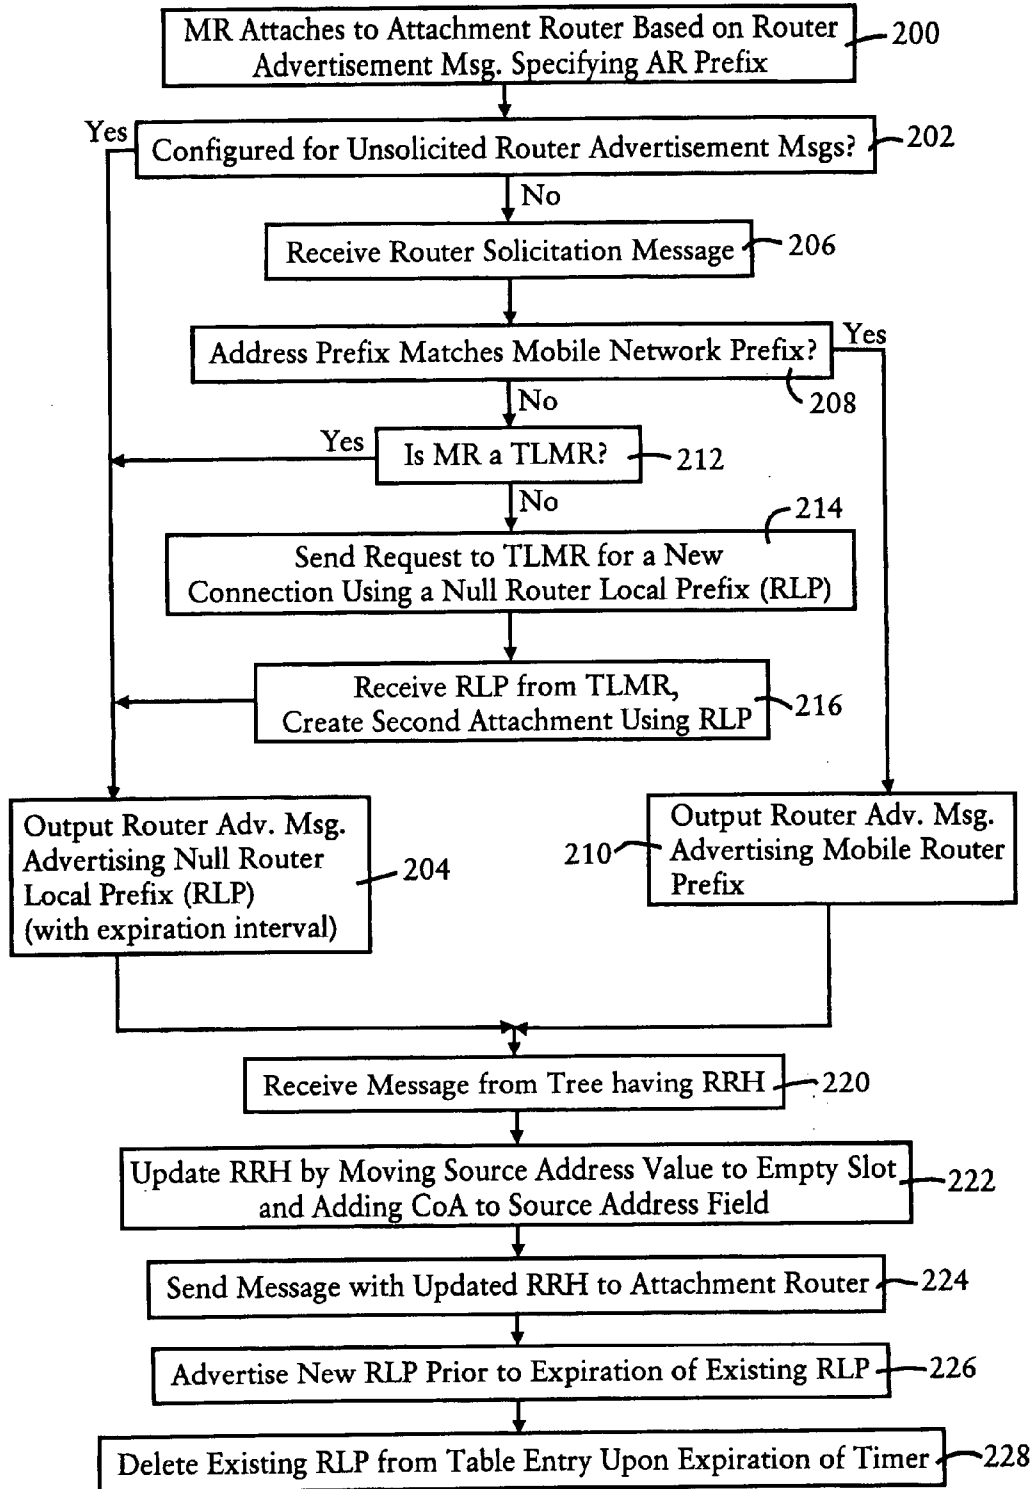 MR Attaches to Attachment Router Based on Router
Advertisement Msg. Specifying AR Prefix
200
Yes
Configured for Unsolicited Router Advertisement Msgs?
202
No
Receive Router Solicitation Message
206
Address Prefix Matches Mobile Network Prefix?
Yes
208
No
Yes
Is MR a TLMR?
212
No
214
Send Request to TLMR for a New
Connection Using a Null Router Local Prefix (RLP)
Receive RLP from TLMR,
Create Second Attachment Using RLP
216
Output Router Adv. Msg.
Advertising Null Router
Local Prefix (RLP)
(with expiration interval)
204
210
Output Router Adv. Msg.
Advertising Mobile Router
Prefix
Receive Message from Tree having RRH
220
Update RRH by Moving Source Address Value to Empty Slot
and Adding CoA to Source Address Field
222
Send Message with Updated RRH to Attachment Router
224
Advertise New RLP Prior to Expiration of Existing RLP
226
Delete Existing RLP from Table Entry Upon Expiration of Timer
228